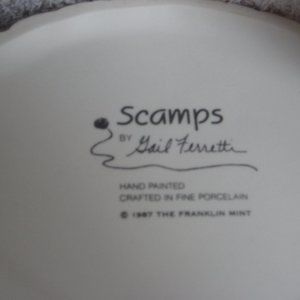 Scamps
BY Gail Ferretti
HAND PAINTED
CRAFTED IN FINE PORCELAIN
© 1987 THE FRANKLIN MINT